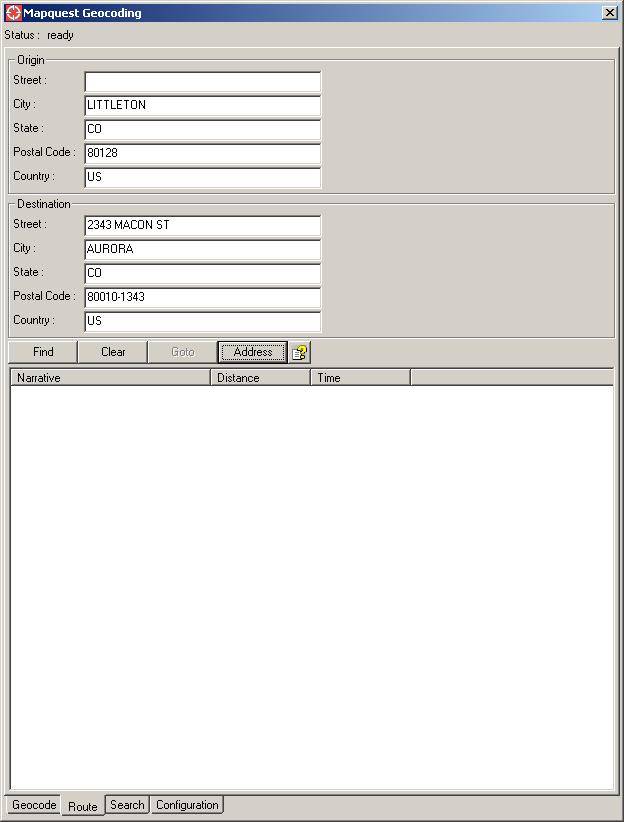 Mapquest Geocoding
Status : ready
Origin
Street :
City : LITTLETON
State : CO
Postal Code : 80128
Country : US
Destination
Street : 2343 MACON ST
City : AURORA
State : CO
Postal Code : 80010-1343
Country : US
Find Clear Goto Address
Narrative Distance Time
Geocode Route Search Configuration